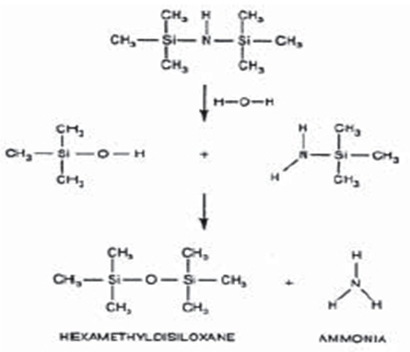 CH₃ H CH₃
CH₃—Si—N—Si—CH₃
CH₃ CH₃
H—O—H
CH₃ H CH₃
CH₃—Si—O—H + N—Si—CH₃
CH₃ H CH₃
CH₃ CH₃ H
CH₃—Si—O—Si—CH₃ + N
CH₃ CH₃ H H
HEXAMETHYLDISILOXANE AMMONIA